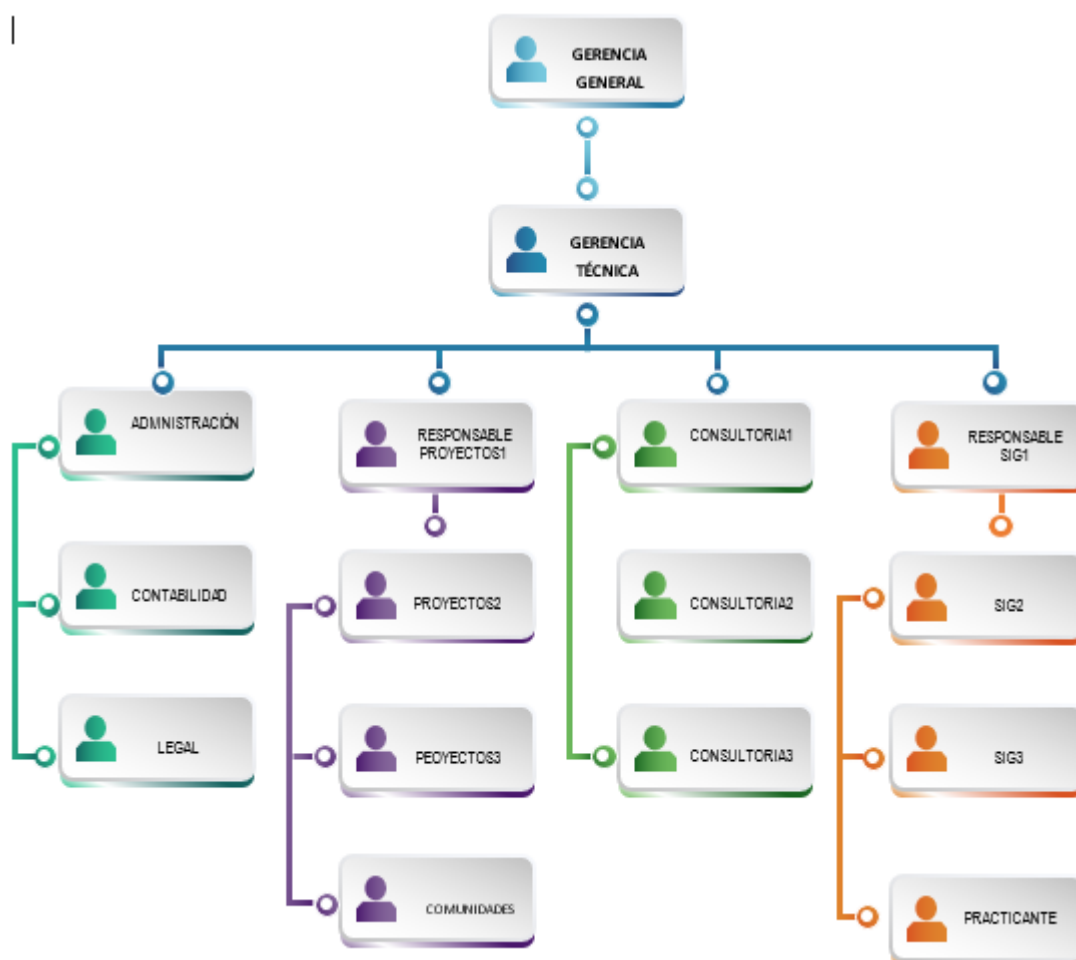 GERENCIA
GENERAL
GERENCIA
TÉCNICA
ADMNISTRACIÓN
RESPONSABLE
PROYECTOS1
CONSULTORIA1
RESPONSABLE
SIG1
CONTABILIDAD
PROYECTOS2
CONSULTORIA2
SIG2
LEGAL
PEOYECTOS3
CONSULTORIA3
SIG3
COMUNIDADES
PRACTICANTE